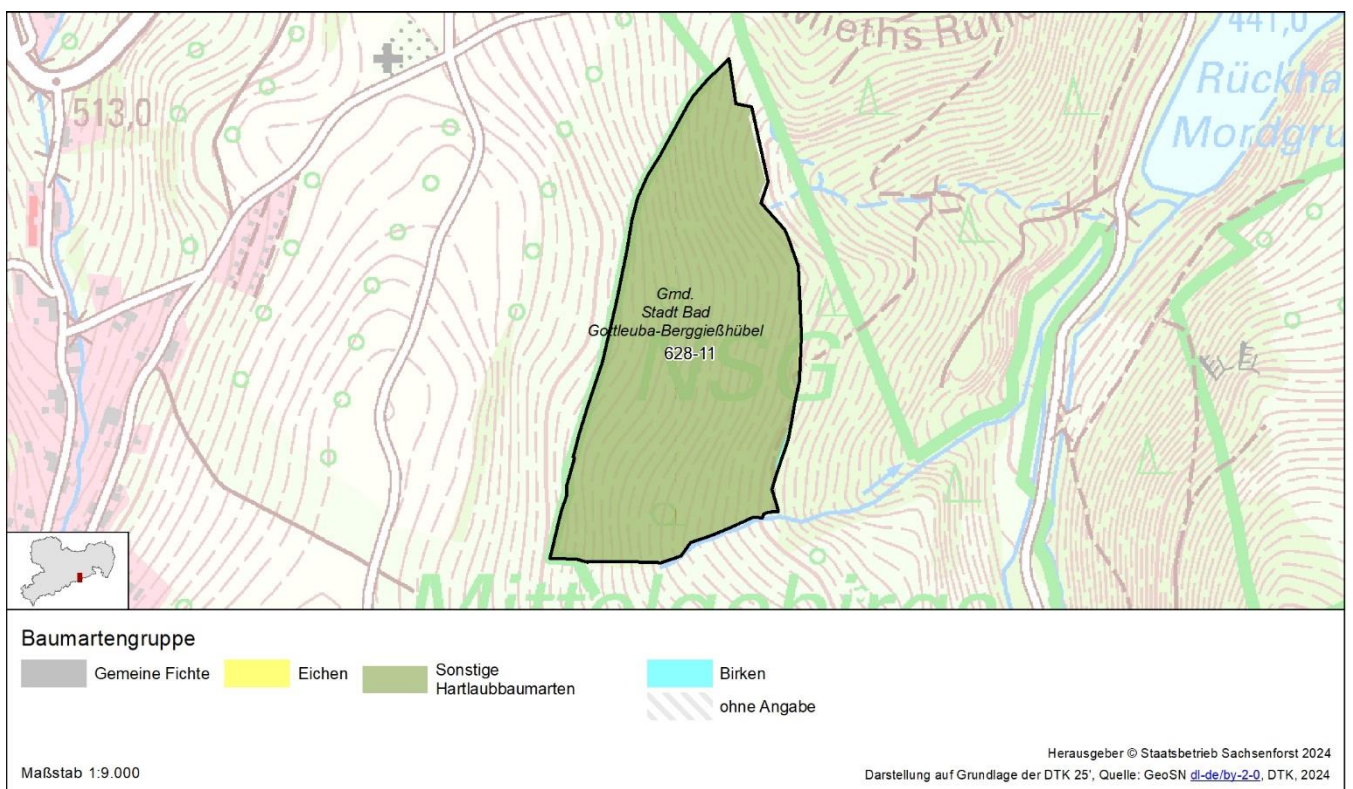 Mieths
441,0
Rückha
Mordgru
513,0
Gmd.
Stadt Bad
Gottleuba-Berggießhübel
628-11
NSG
Mittelgebirge
Baumartengruppe
Gemeine Fichte
Eichen
Sonstige
Hartlaubbaumarten
Birken
ohne Angabe
Maßstab 1:9.000
Herausgeber © Staatsbetrieb Sachsenforst 2024
Darstellung auf Grundlage der DTK 25', Quelle: GeoSN dl-de/by-2-0, DTK, 2024